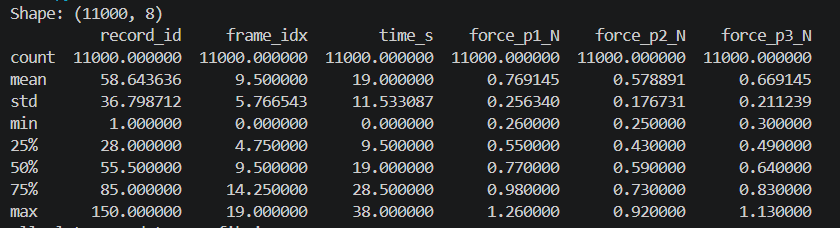 Shape: (11000, 8)
record_id frame_idx time_s force_p1_N force_p2_N force_p3_N
count 11000.000000 11000.000000 11000.000000 11000.000000 11000.000000 11000.000000
mean 58.643636 9.500000 19.000000 0.769145 0.578891 0.669145
std 36.798712 5.766543 11.533087 0.256340 0.176731 0.211239
min 1.000000 0.000000 0.000000 0.260000 0.250000 0.300000
25% 28.000000 4.750000 9.500000 0.550000 0.430000 0.490000
50% 55.500000 9.500000 19.000000 0.770000 0.590000 0.640000
75% 85.000000 14.250000 28.500000 0.980000 0.730000 0.830000
max 150.000000 19.000000 38.000000 1.260000 0.920000 1.130000